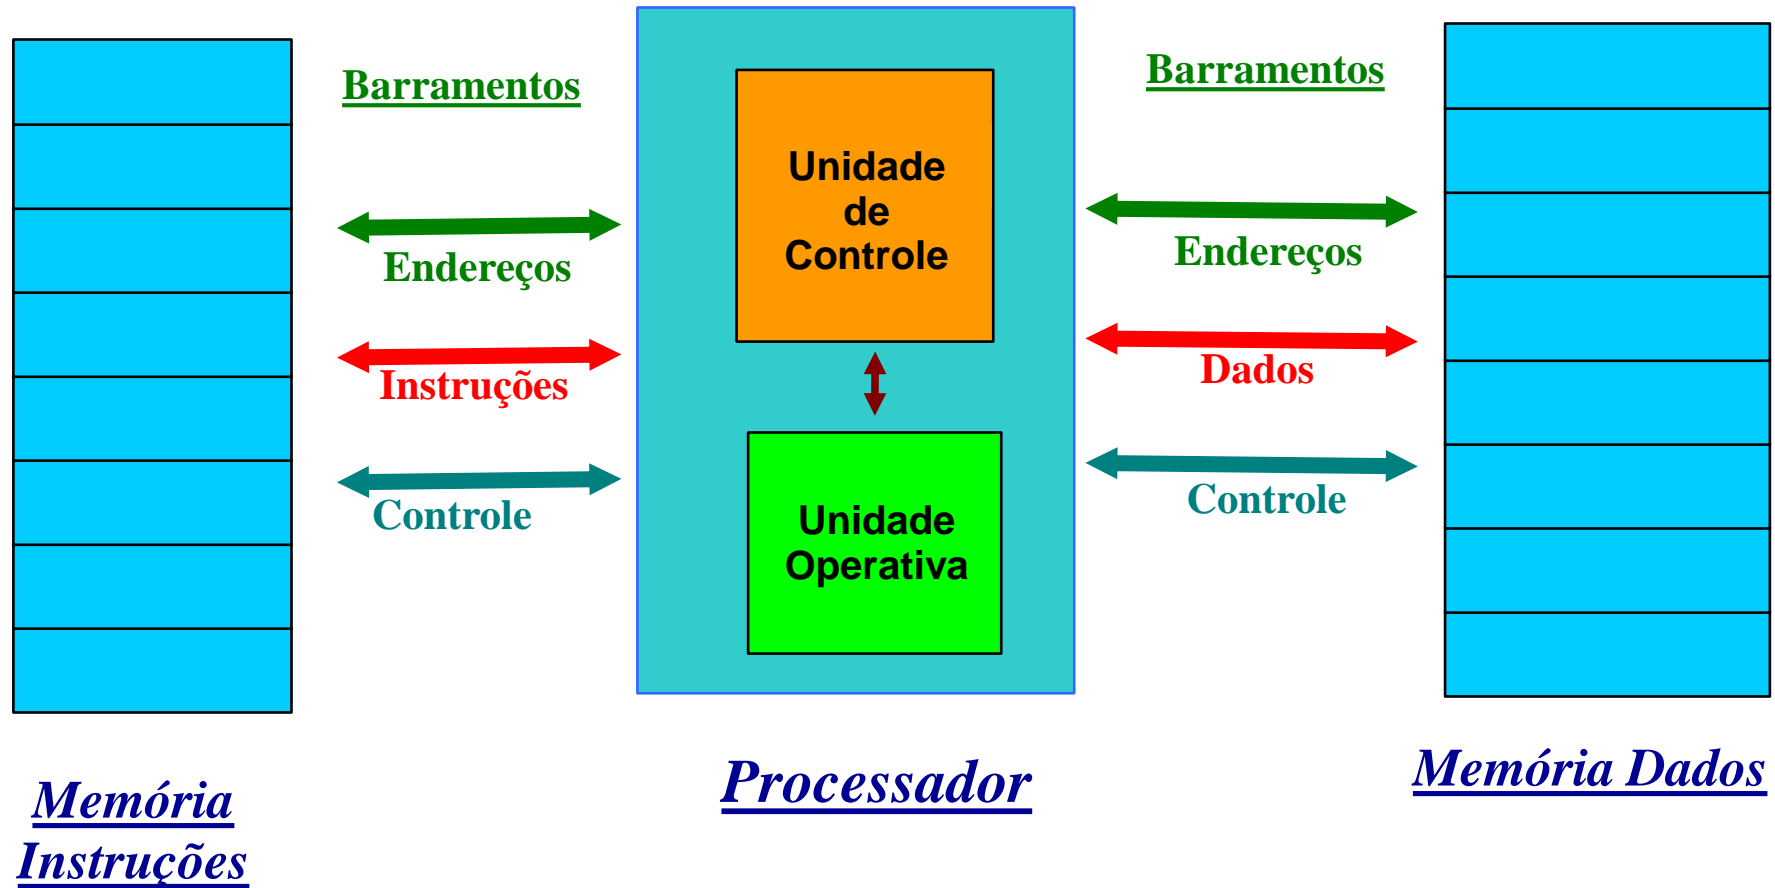 Barramentos
Endereços
Instruções
Controle
Unidade
de
Controle
Unidade
Operativa
Barramentos
Endereços
Dados
Controle
Memória
Instruções
Processador
Memória Dados